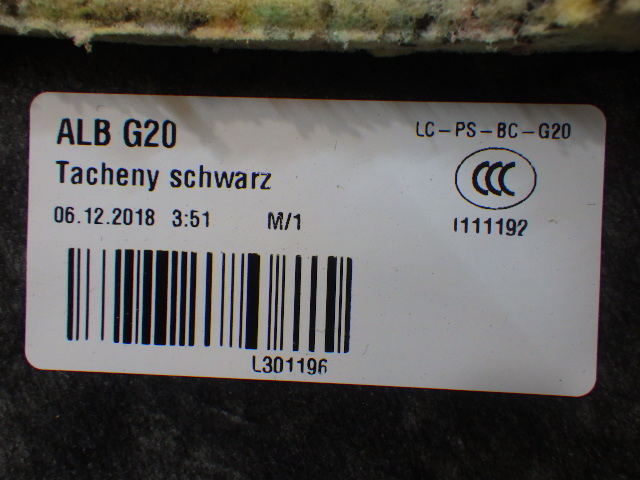 ALB G20
LC-PS-BC-G20
Tacheny schwarz
CCC
06.12.2018 3:51 M/1
I111192
L301196